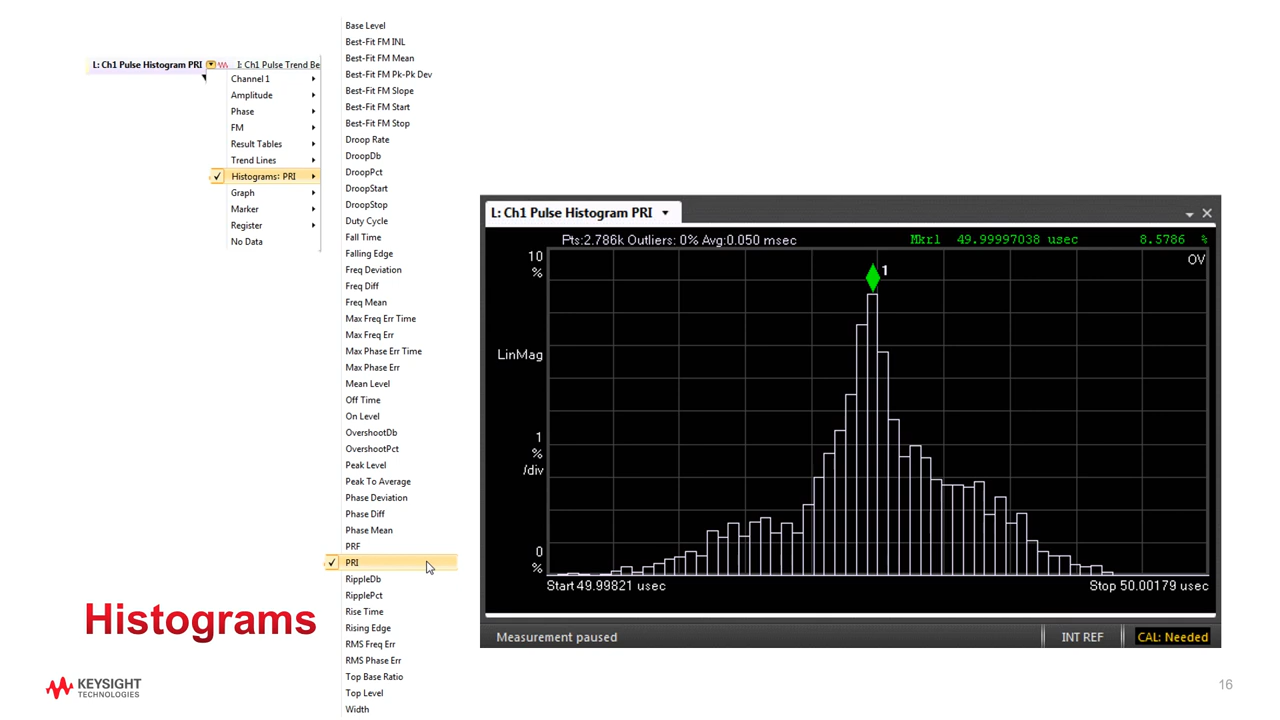 L: Ch1 Pulse Histogram PRI
I: Ch1 Pulse Trend Be
Channel 1
Amplitude
Phase
FM
Result Tables
Trend Lines
Histograms: PRI
Graph
Marker
Register
No Data
Base Level
Best-Fit FM INL
Best-Fit FM Mean
Best-Fit FM Pk-Pk Dev
Best-Fit FM Slope
Best-Fit FM Start
Best-Fit FM Stop
Droop Rate
DroopDb
DroopPct
DroopStart
DroopStop
Duty Cycle
Fall Time
Falling Edge
Freq Deviation
Freq Diff
Freq Mean
Max Freq Err Time
Max Freq Err
Max Phase Err Time
Max Phase Err
Mean Level
Off Time
On Level
OvershootDb
OvershootPct
Peak Level
Peak To Average
Phase Deviation
Phase Diff
Phase Mean
PRF
PRI
RippleDb
RipplePct
Rise Time
Rising Edge
RMS Freq Err
RMS Phase Err
Top Base Ratio
Top Level
Width
L: Ch1 Pulse Histogram PRI
Pts:2.786k Outliers: 0% Avg:0.050 msec
Mkr1 49.99997038 usec 8.5786 %
10
%
1
OV
LinMag
1
%
/div
0
%
Start 49.99821 usec
Stop 50.00179 usec
Measurement paused
INT REF
CAL: Needed
Histograms
KEYSIGHT
TECHNOLOGIES
16